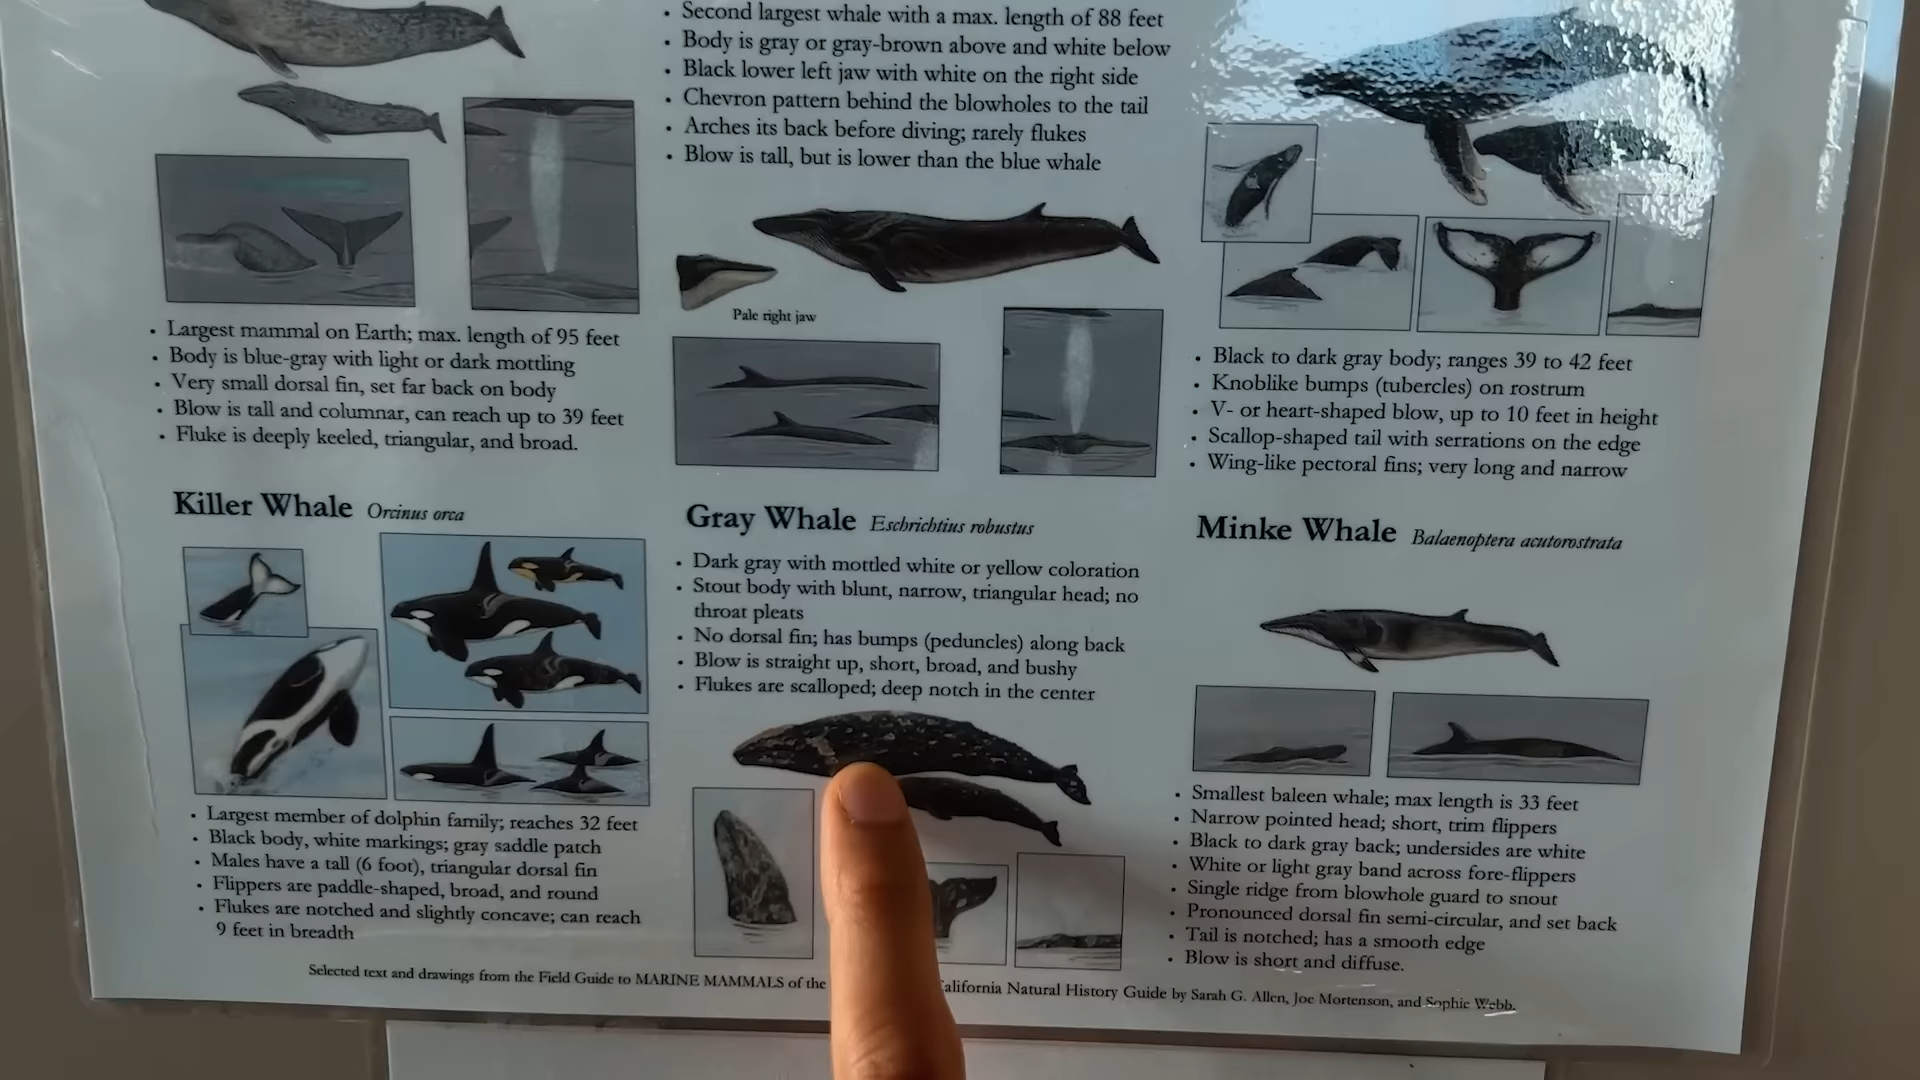 Second largest whale with a max. length of 88 feet
Body is gray or gray-brown above and white below
Black lower left jaw with white on the right side
Chevron pattern behind the blowholes to the tail
Arches its back before diving; rarely flukes
Blow is tall, but is lower than the blue whale
Pale right jaw
Largest mammal on Earth; max. length of 95 feet
Body is blue-gray with light or dark mottling
Very small dorsal fin, set far back on body
Blow is tall and columnar, can reach up to 39 feet
Fluke is deeply keeled, triangular, and broad.
Black to dark gray body; ranges 39 to 42 feet
Knoblike bumps (tubercles) on rostrum
V- or heart-shaped blow, up to 10 feet in height
Scallop-shaped tail with serrations on the edge
Wing-like pectoral fins; very long and narrow
Killer Whale Orcinus orca
Largest member of dolphin family; reaches 32 feet
Black body, white markings; gray saddle patch
Males have a tall (6 foot), triangular dorsal fin
Flippers are paddle-shaped, broad, and round
Flukes are notched and slightly concave; can reach
9 feet in breadth
Gray Whale Eschrichtius robustus
Dark gray with mottled white or yellow coloration
Stout body with blunt, narrow, triangular head; no
throat pleats
No dorsal fin; has bumps (peduncles) along back
Blow is straight up, short, broad, and bushy
Flukes are scalloped; deep notch in the center
Minke Whale Balaenoptera acutorostrata
Smallest baleen whale; max length is 33 feet
Narrow pointed head; short, trim flippers
Black to dark gray back; undersides are white
White or light gray band across fore-flippers
Single ridge from blowhole guard to snout
Pronounced dorsal fin semi-circular, and set back
Tail is notched; has a smooth edge
Blow is short and diffuse.
Selected text and drawings from the Field Guide to MARINE MAMMALS of the alifornia Natural History Guide by Sarah G. Allen, Joe Mortenson, and Sophie Webb.